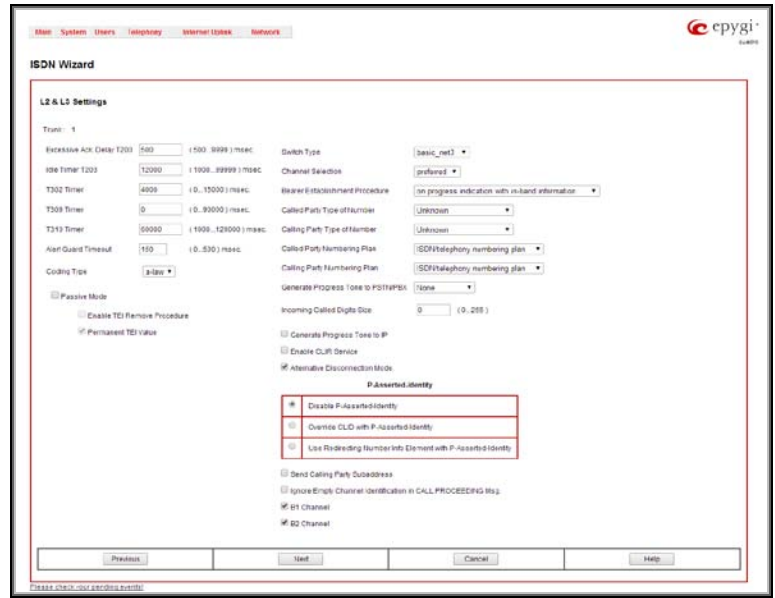 Main System Users Telephony Internet Uplink Network
epygi
quadro
ISDN Wizard
L2 & L3 Settings
Trunk: 1
Excessive Ack. Delay T203 500 (500..9999) msec.
Idle Timer T203 12000 (1000...99999) msec.
T302 Timer 4000 (0...15000) msec.
T309 Timer 0 (0...90000) msec.
T313 Timer 60000 (1000...120000) msec.
Alert Guard Timeout 150 (0...500) msec.
Coding Type a-law
Passive Mode
Enable TEI Remove Procedure
Permanent TEI Value
Switch Type basic_net3
Channel Selection preferred
Bearer Establishment Procedure on progress indication with in-band information
Called Party Type of Number Unknown
Calling Party Type of Number Unknown
Called Party Numbering Plan ISDN/telephony numbering plan
Calling Party Numbering Plan ISDN/telephony numbering plan
Generate Progress Tone to PSTN/PBX None
Incoming Called Digits Size 0 (0..255)
Generate Progress Tone to IP
Enable CLIR Service
Alternative Disconnection Mode
P-Asserted-Identity
Disable P-Asserted-Identity
Override CLID with P-Asserted-Identity
Use Redirecting Number Info Element with P-Asserted-Identity
Send Calling Party Subaddress
Ignore Empty Channel Identification in CALL PROCEEDING Msg.
B1 Channel
B2 Channel
Previous Next Cancel Help
Please check your pending events!